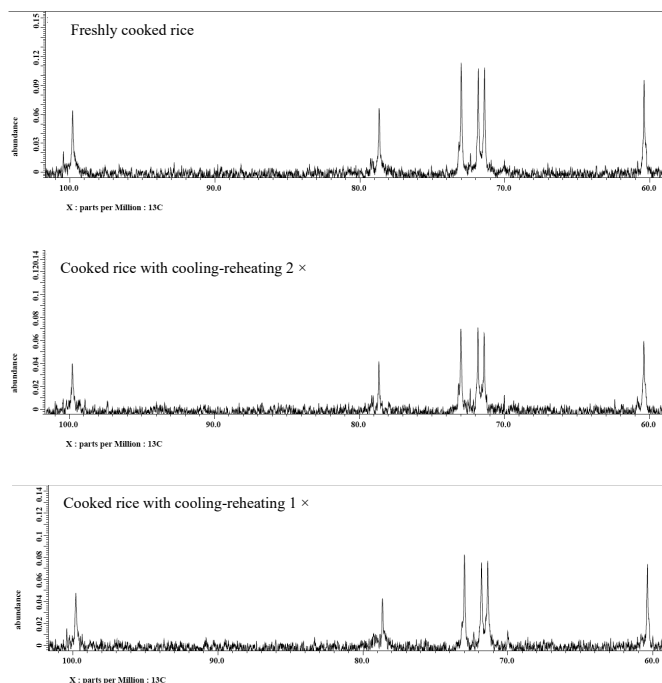 Freshly cooked rice
0.15
0.12
0.09
0.06
0.03
0
abundance
100.0 90.0 80.0 70.0 60.0
X : parts per Million : 13C
Cooked rice with cooling-reheating 2 ×
0.14
0.12
0.1
0.08
0.06
0.04
0.02
0
abundance
100.0 90.0 80.0 70.0 60.0
X : parts per Million : 13C
Cooked rice with cooling-reheating 1 ×
0.14
0.12
0.1
0.08
0.06
0.04
0.02
0
abundance
100.0 90.0 80.0 70.0 60.0
X : parts per Million : 13C